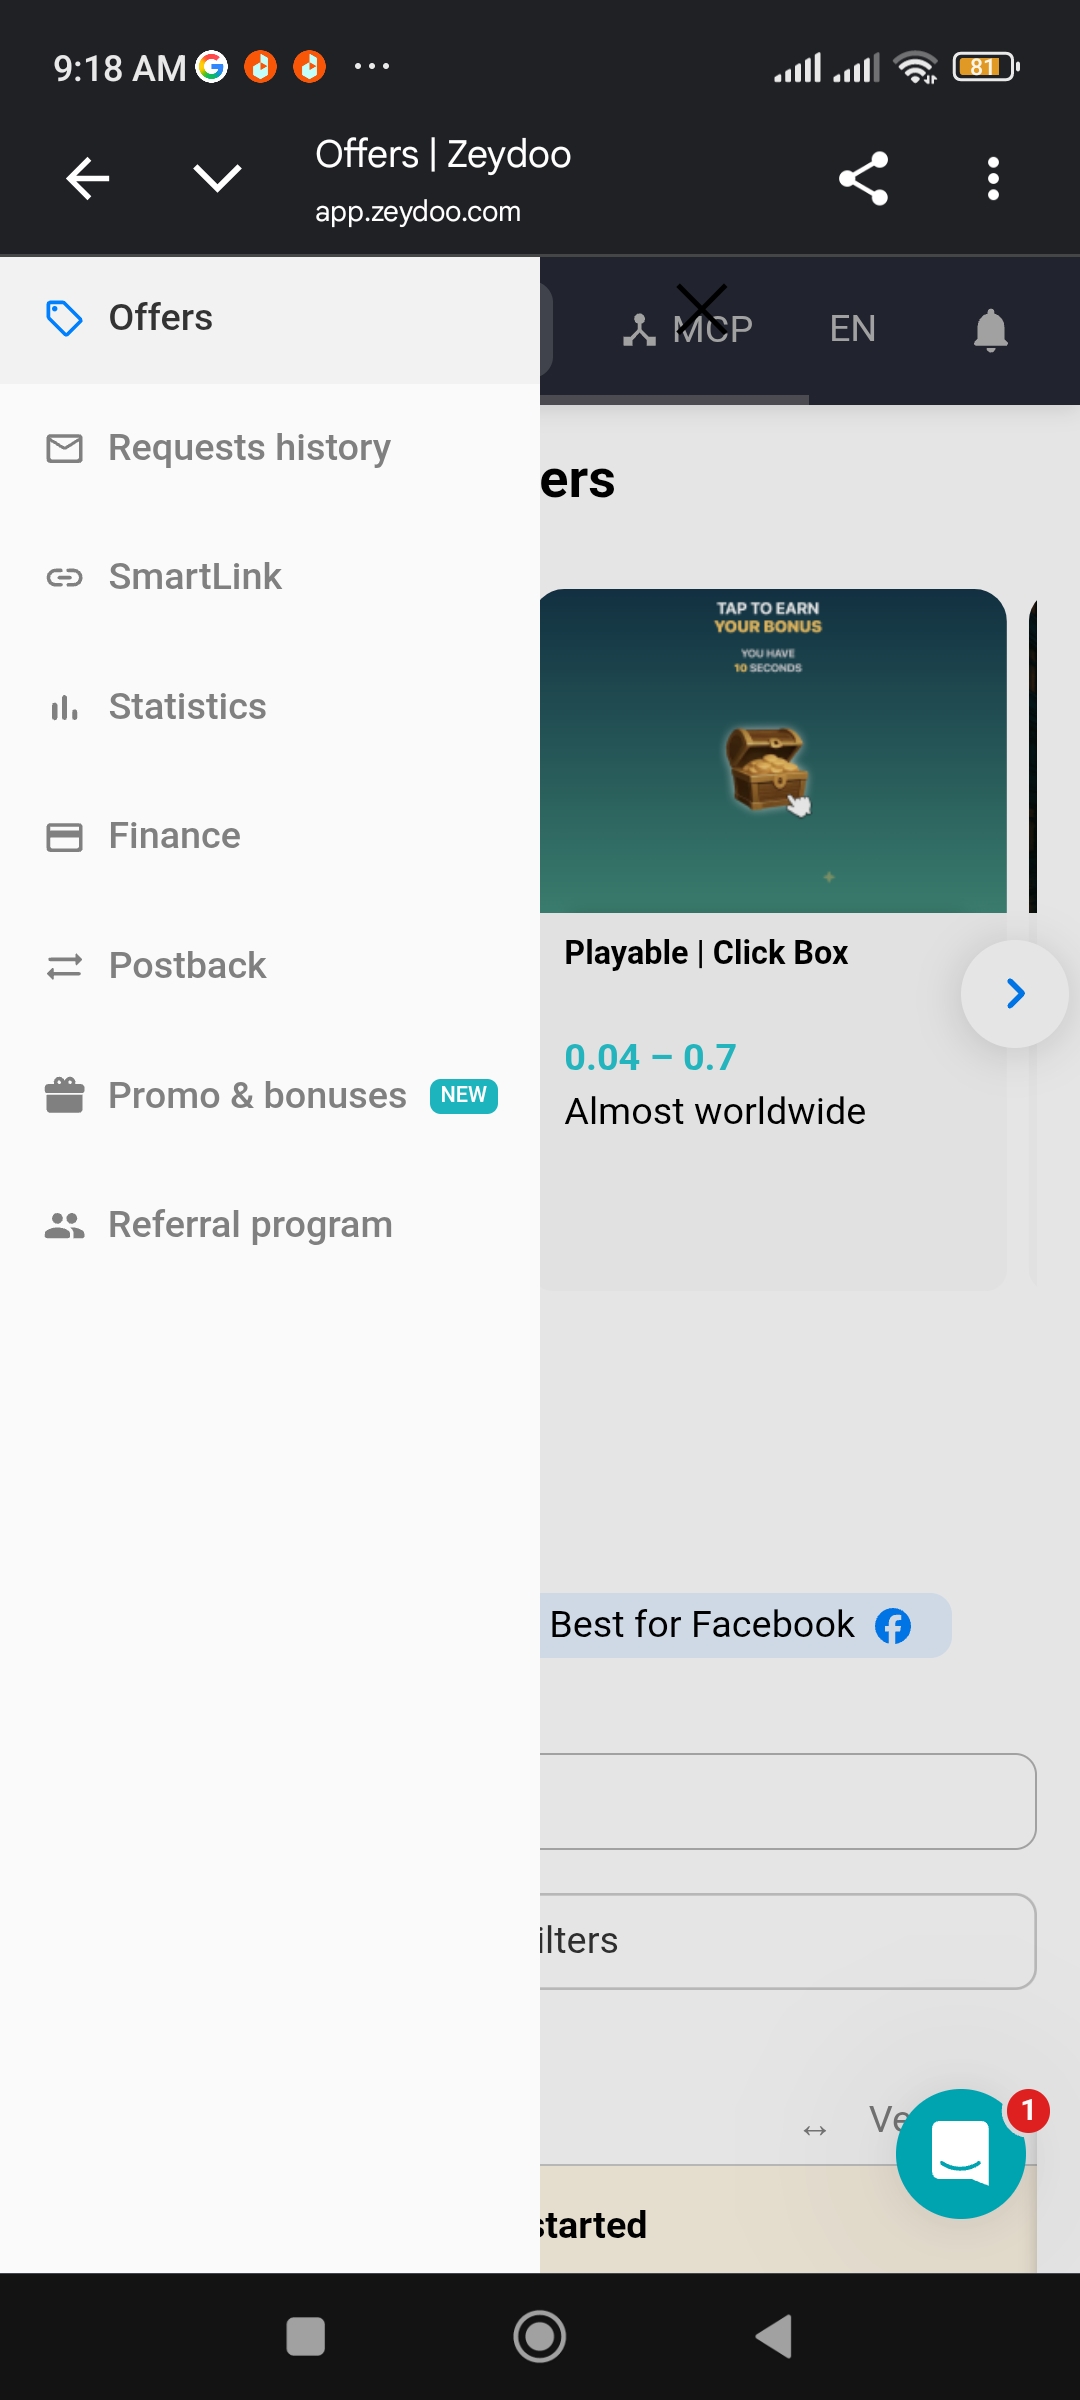 9:18 AM
81
Offers | Zeydoo
app.zeydoo.com
Offers
MCP
EN
Requests history
ers
SmartLink
TAP TO EARN
YOUR BONUS
YOU HAVE
10 SECONDS
Statistics
Finance
Playable | Click Box
Postback
0.04 – 0.7
Promo & bonuses NEW
Almost worldwide
Referral program
Best for Facebook
ilters
Ve
1
started